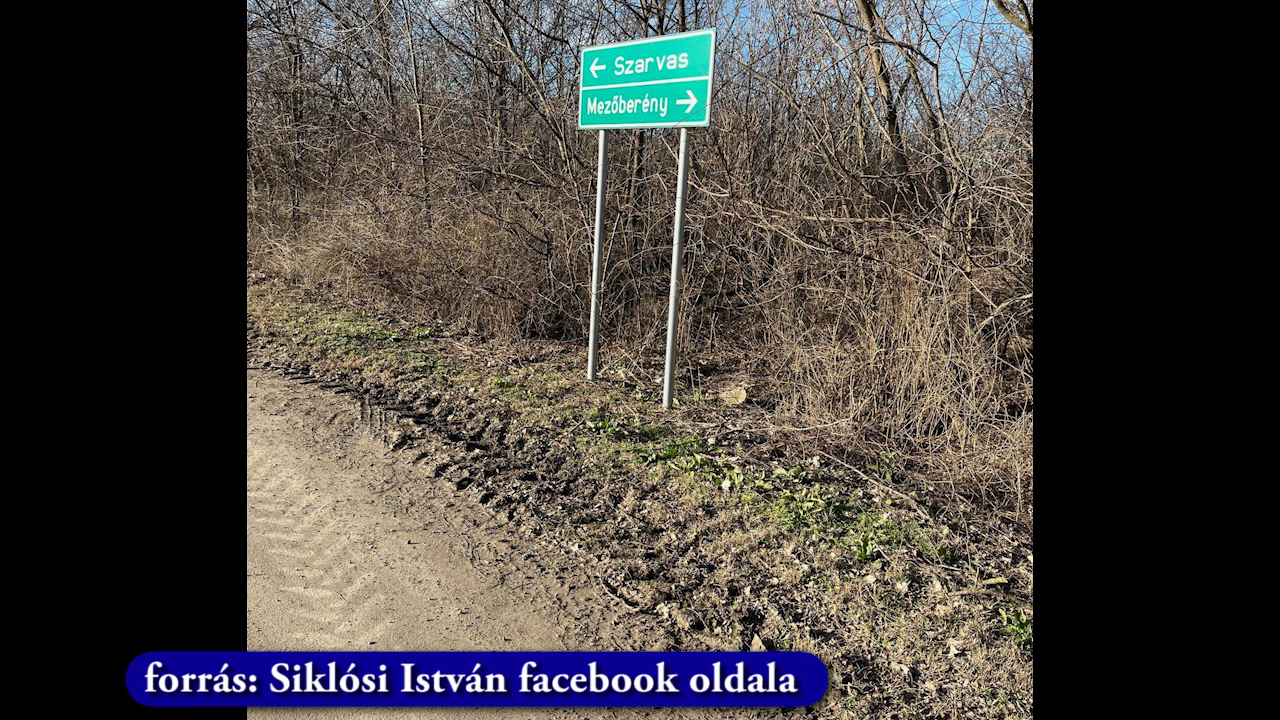 ← Szarvas
Mezőberény →
forrás: Siklósi István facebook oldala